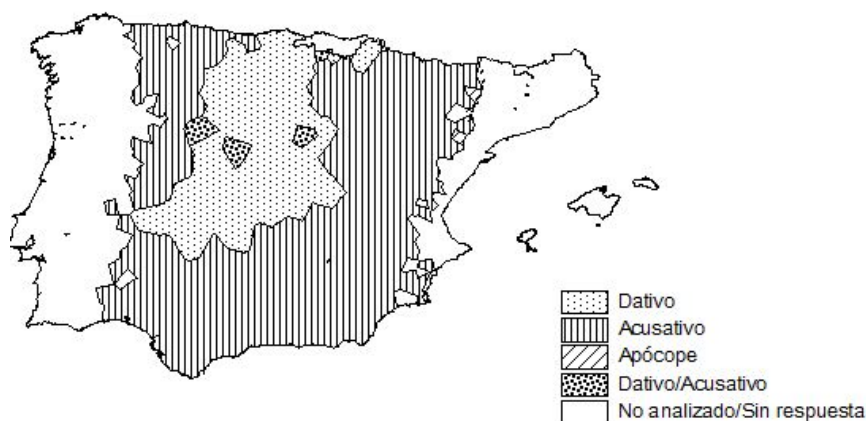 Dativo
Acusativo
Apócope
Dativo/Acusativo
No analizado/Sin respuesta